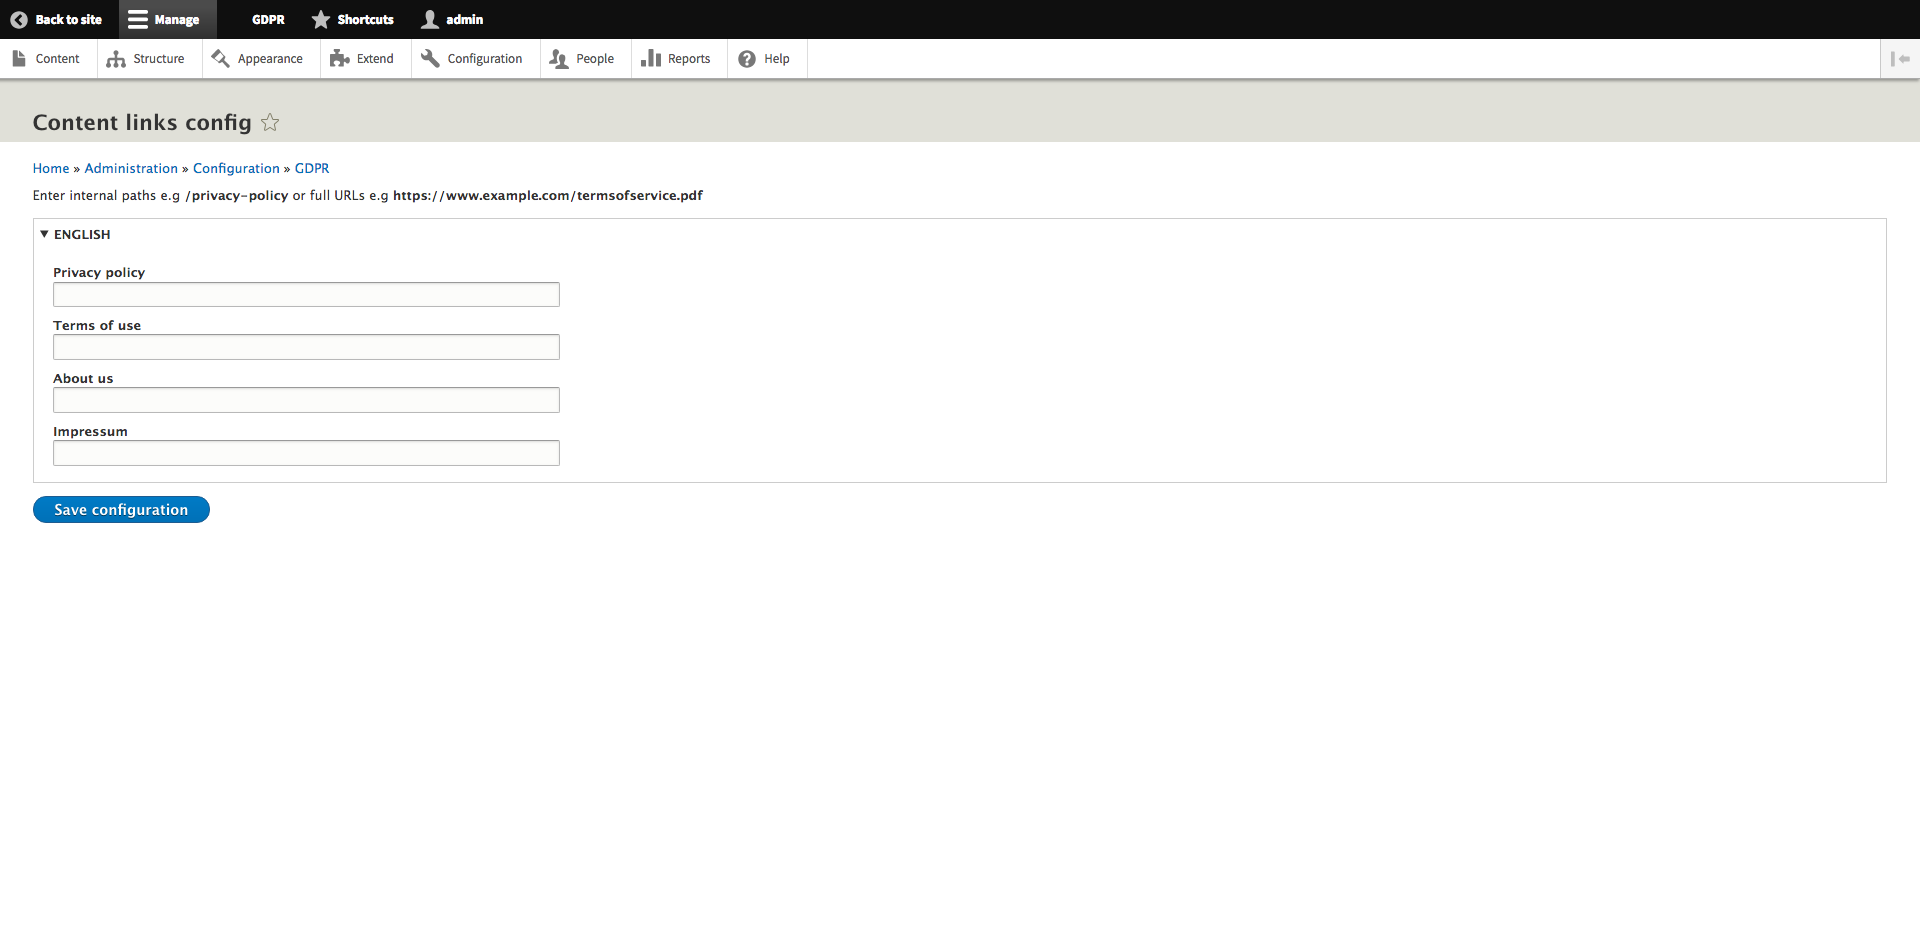 Back to site Manage GDPR Shortcuts admin
Content Structure Appearance Extend Configuration People Reports Help
Content links config
Home » Administration » Configuration » GDPR
Enter internal paths e.g /privacy-policy or full URLs e.g https://www.example.com/termsofservice.pdf
ENGLISH
Privacy policy
Terms of use
About us
Impressum
Save configuration